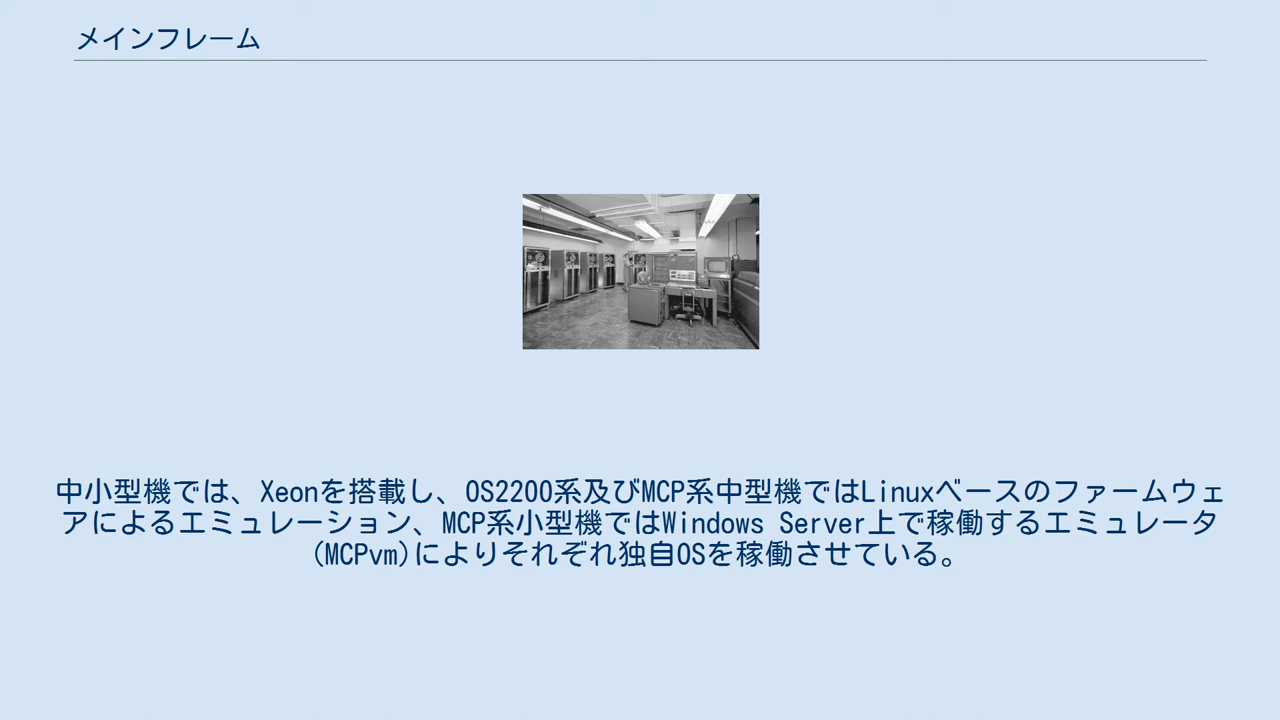 メインフレーム
中小型機では、Xeonを搭載し、OS2200系及びMCP系中型機ではLinuxベースのファームウェ
アによるエミュレーション、MCP系小型機ではWindows Server上で稼働するエミュレータ
(MCPvm)によりそれぞれ独自OSを稼働させている。